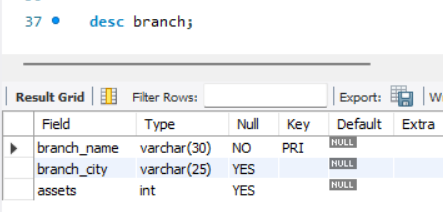 37 desc branch;
Result Grid Filter Rows: Export:
Field Type Null Key Default Extra
branch_name varchar(30) NO PRI NULL
branch_city varchar(25) YES NULL
assets int YES NULL